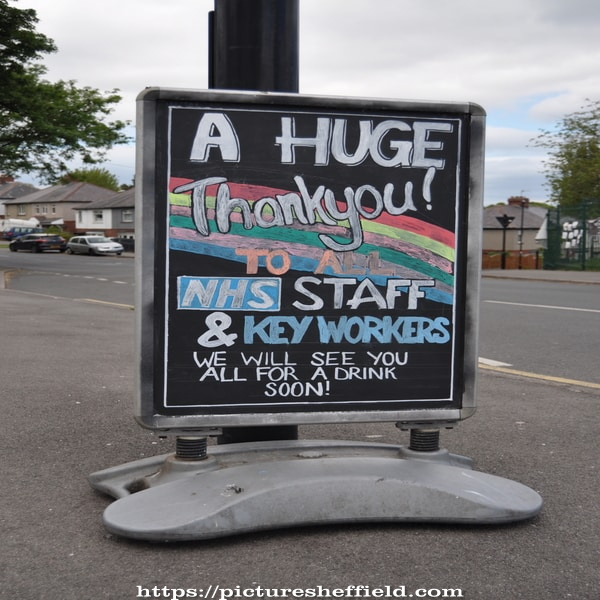 A HUGE
Thankyou!
TO ALL
NHS STAFF
& KEY WORKERS
WE WILL SEE YOU
ALL FOR A DRINK
SOON!
https://picturesheffield.com